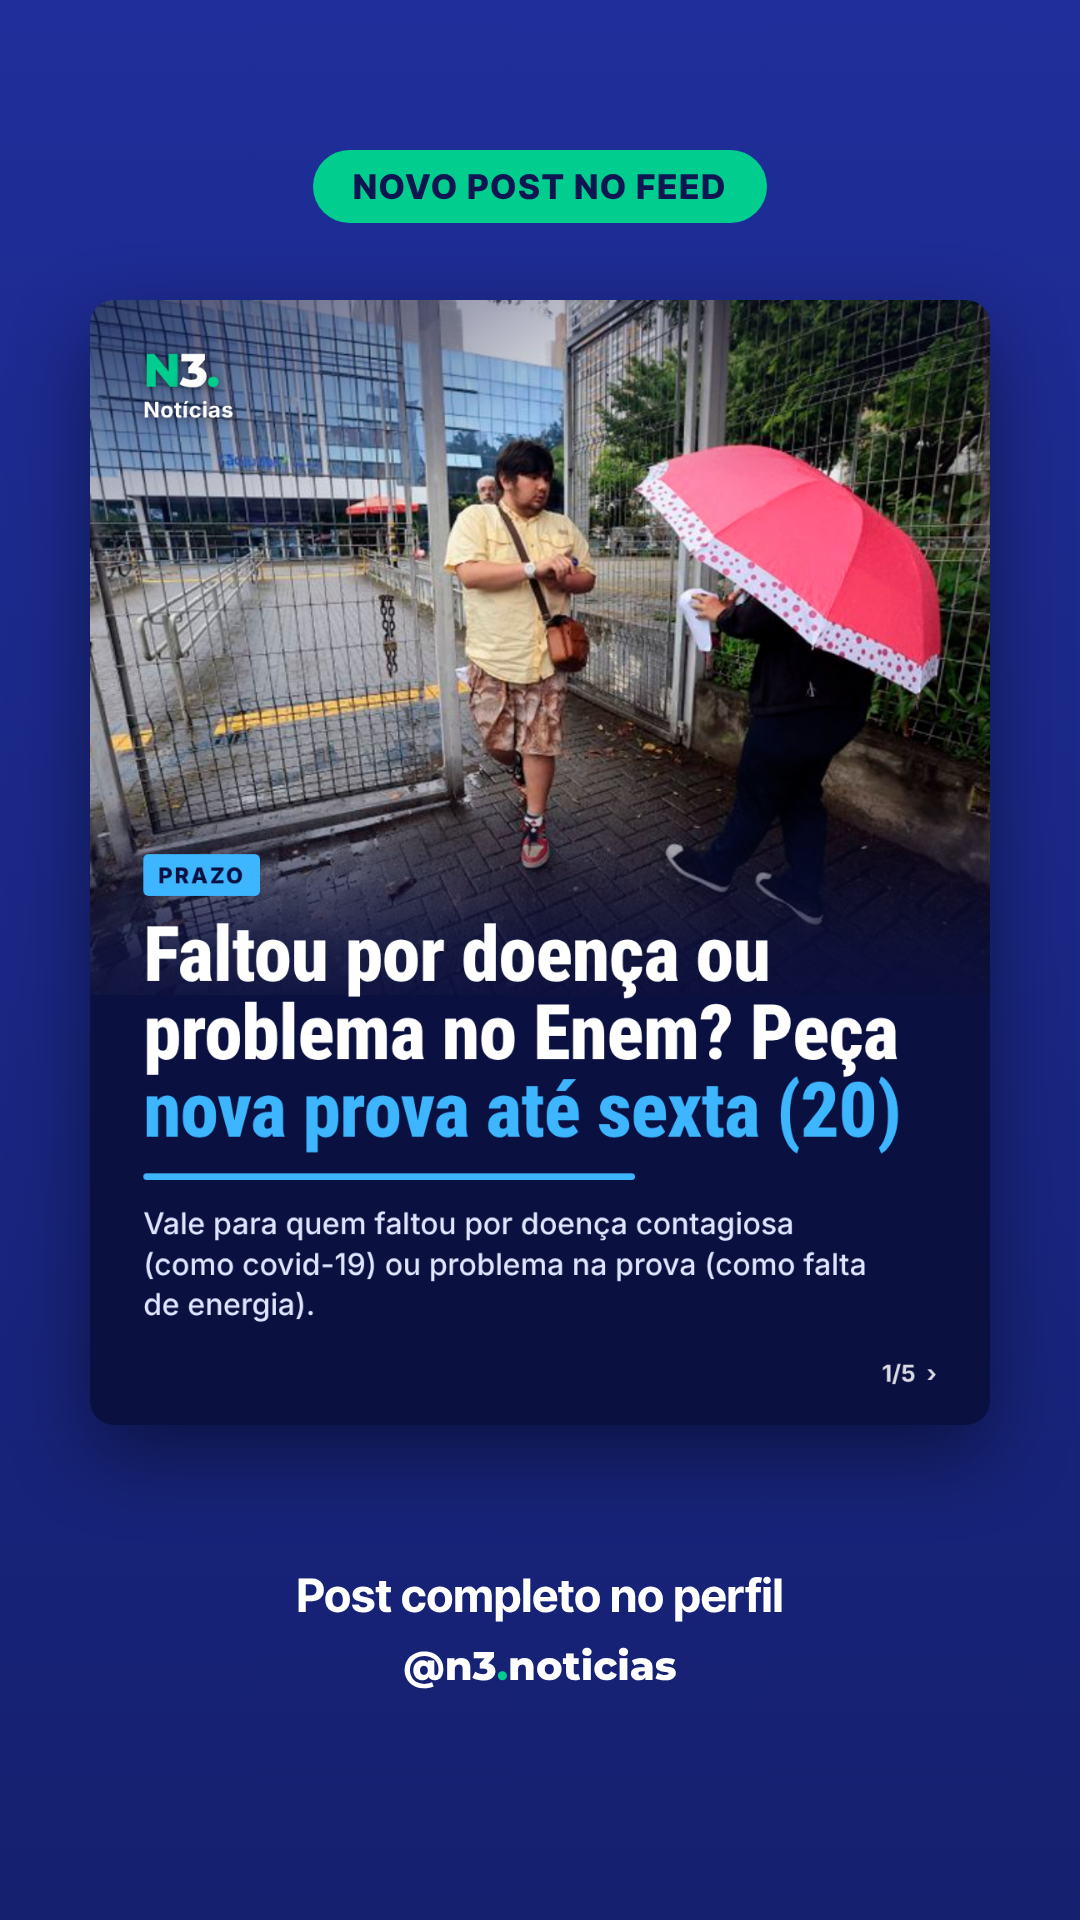 NOVO POST NO FEED
N3.
Notícias
PRAZO
Faltou por doença ou
problema no Enem? Peça
nova prova até sexta (20)
Vale para quem faltou por doença contagiosa
(como covid-19) ou problema na prova (como falta
de energia).
1/5 ›
Post completo no perfil
@n3.noticias